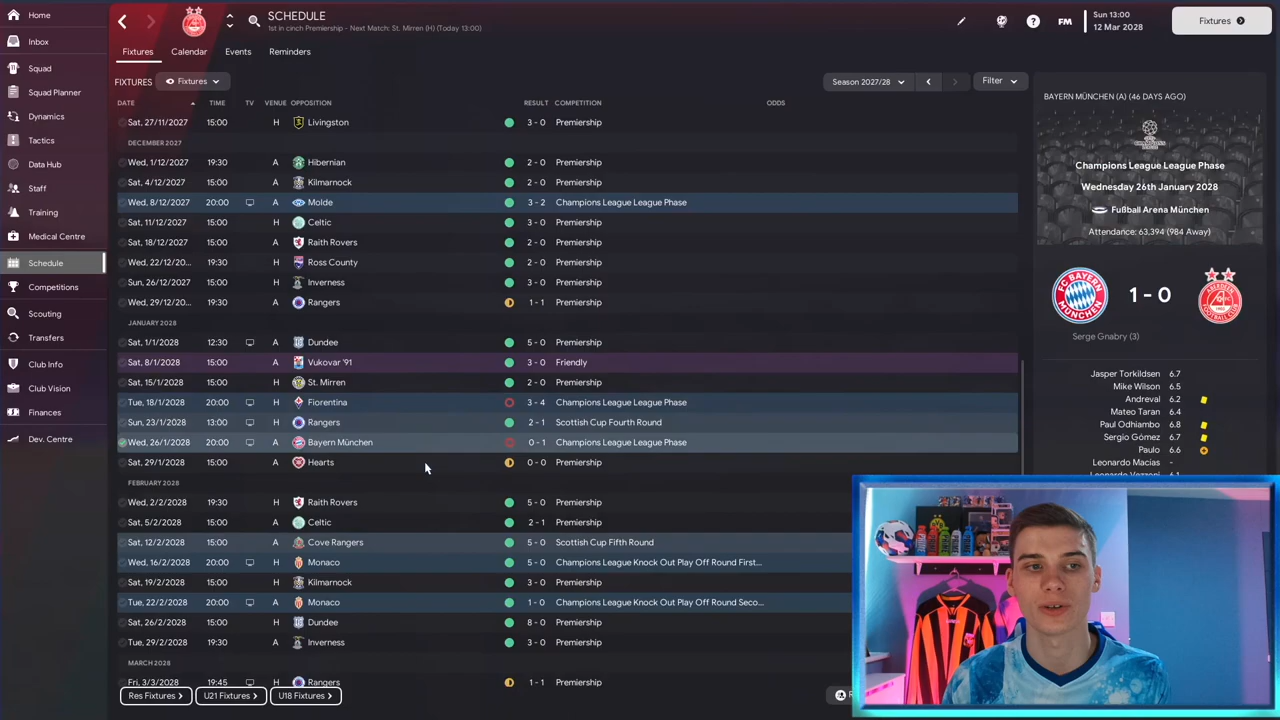 Home
SCHEDULE
1st in Premiership - Next Match: St. Mirren (H) (Today 13:00)
FM
Sun 13:00
12 Mar 2028
Fixtures
Inbox
Squad
Squad Planner
Dynamics
Tactics
Data Hub
Staff
Training
Medical Centre
Schedule
Competitions
Scouting
Transfers
Club Info
Club Vision
Finances
Dev. Centre
Fixtures Calendar Events Reminders
FIXTURES Fixtures Season 2027/28 Filter
DATE TIME TV VENUE OPPOSITION RESULT COMPETITION ODDS
Sat, 27/11/2027 15:00 H Livingston 3 - 0 Premiership
DECEMBER 2027
Wed, 1/12/2027 19:30 A Hibernian 2 - 0 Premiership
Sat, 4/12/2027 15:00 A Kilmarnock 2 - 0 Premiership
Wed, 8/12/2027 20:00 A Molde 3 - 2 Champions League League Phase
Sat, 11/12/2027 15:00 H Celtic 3 - 0 Premiership
Sat, 18/12/2027 15:00 A Raith Rovers 2 - 0 Premiership
Wed, 22/12/20... 19:30 H Ross County 2 - 0 Premiership
Sun, 26/12/2027 15:00 H Inverness 3 - 0 Premiership
Wed, 29/12/20... 19:30 A Rangers 1 - 1 Premiership
JANUARY 2028
Sat, 1/1/2028 12:30 A Dundee 5 - 0 Premiership
Sat, 8/1/2028 15:00 A Vukovar '91 3 - 0 Friendly
Sat, 15/1/2028 15:00 H St. Mirren 2 - 0 Premiership
Tue, 18/1/2028 20:00 H Fiorentina 3 - 4 Champions League League Phase
Sun, 23/1/2028 13:00 H Rangers 2 - 1 Scottish Cup Fourth Round
Wed, 26/1/2028 20:00 A Bayern München 0 - 1 Champions League League Phase
Sat, 29/1/2028 15:00 A Hearts 0 - 0 Premiership
FEBRUARY 2028
Wed, 2/2/2028 19:30 H Raith Rovers 5 - 0 Premiership
Sat, 5/2/2028 15:00 A Celtic 2 - 1 Premiership
Sat, 12/2/2028 15:00 A Cove Rangers 5 - 0 Scottish Cup Fifth Round
Wed, 16/2/2028 20:00 H Monaco 5 - 0 Champions League Knock Out Play Off Round First...
Sat, 19/2/2028 15:00 H Kilmarnock 3 - 0 Premiership
Tue, 22/2/2028 20:00 A Monaco 1 - 0 Champions League Knock Out Play Off Round Seco...
Sat, 26/2/2028 15:00 H Dundee 8 - 0 Premiership
Tue, 29/2/2028 19:30 A Inverness 3 - 0 Premiership
MARCH 2028
Fri, 3/3/2028 19:45 H Rangers 1 - 1 Premiership
Res Fixtures U21 Fixtures U18 Fixtures
BAYERN MÜNCHEN (A) (46 DAYS AGO)
Champions League League Phase
Wednesday 26th January 2028
Fußball Arena München
Attendance: 63,394 (984 Away)
1 - 0
Serge Gnabry (3)
Jasper Torkildsen 6.7
Mike Wilson 6.5
Andreval 6.2
Mateo Taran 6.4
Paul Odhiambo 6.8
Sergio Gómez 6.7
Paulo 6.6
Leonardo Macias -